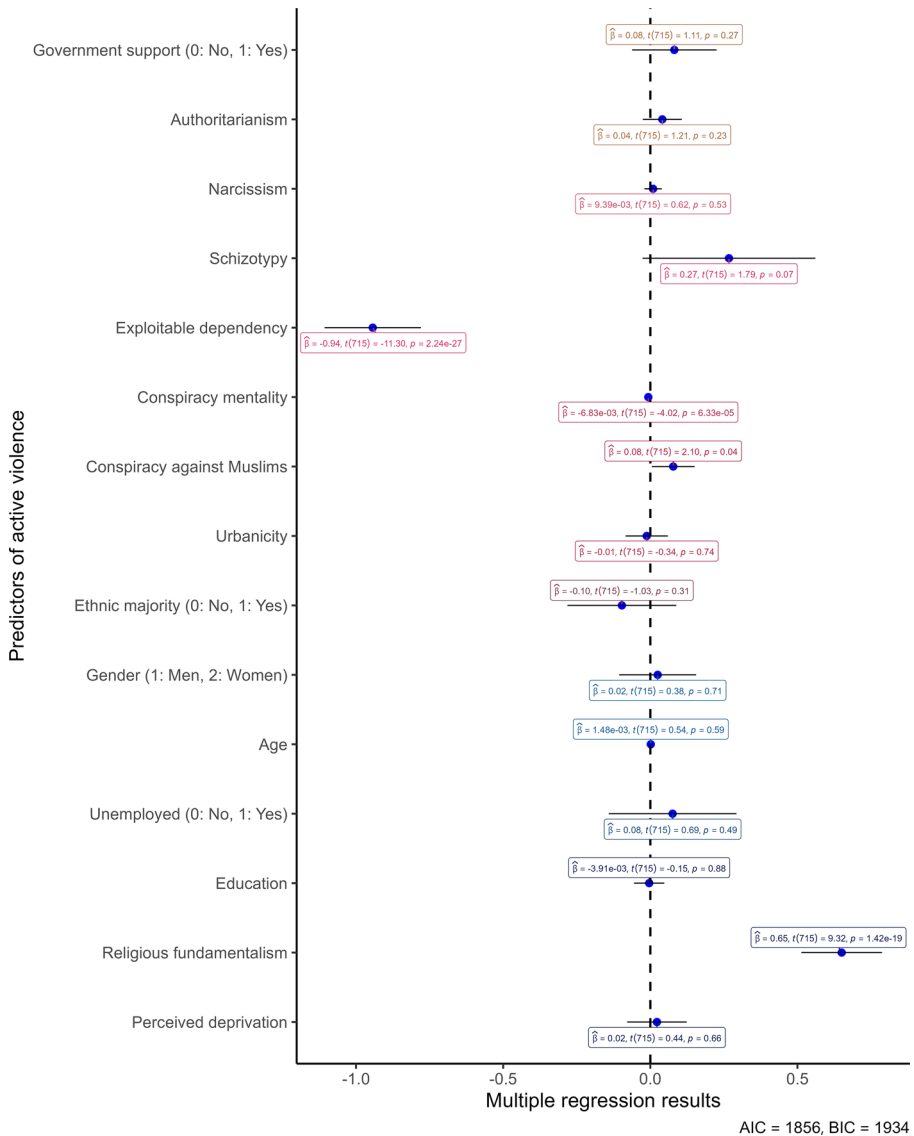 Government support (0: No, 1: Yes)
β̂ = 0.08, t(715) = 1.11, p = 0.27
Authoritarianism
β̂ = 0.04, t(715) = 1.21, p = 0.23
Narcissism
β̂ = 9.39e-03, t(715) = 0.62, p = 0.53
Schizotypy
β̂ = 0.27, t(715) = 1.79, p = 0.07
Exploitable dependency
β̂ = -0.94, t(715) = -11.30, p = 2.24e-27
Conspiracy mentality
β̂ = -6.83e-03, t(715) = -4.02, p = 6.33e-05
Conspiracy against Muslims
β̂ = 0.08, t(715) = 2.10, p = 0.04
Urbanicity
β̂ = -0.01, t(715) = -0.34, p = 0.74
Ethnic majority (0: No, 1: Yes)
β̂ = -0.10, t(715) = -1.03, p = 0.31
Gender (1: Men, 2: Women)
β̂ = 0.02, t(715) = 0.38, p = 0.71
Age
β̂ = 1.48e-03, t(715) = 0.54, p = 0.59
Unemployed (0: No, 1: Yes)
β̂ = 0.08, t(715) = 0.69, p = 0.49
Education
β̂ = -3.91e-03, t(715) = -0.15, p = 0.88
Religious fundamentalism
β̂ = 0.65, t(715) = 9.32, p = 1.42e-19
Perceived deprivation
β̂ = 0.02, t(715) = 0.44, p = 0.66
Predictors of active violence
-1.0 -0.5 0.0 0.5
Multiple regression results
AIC = 1856, BIC = 1934